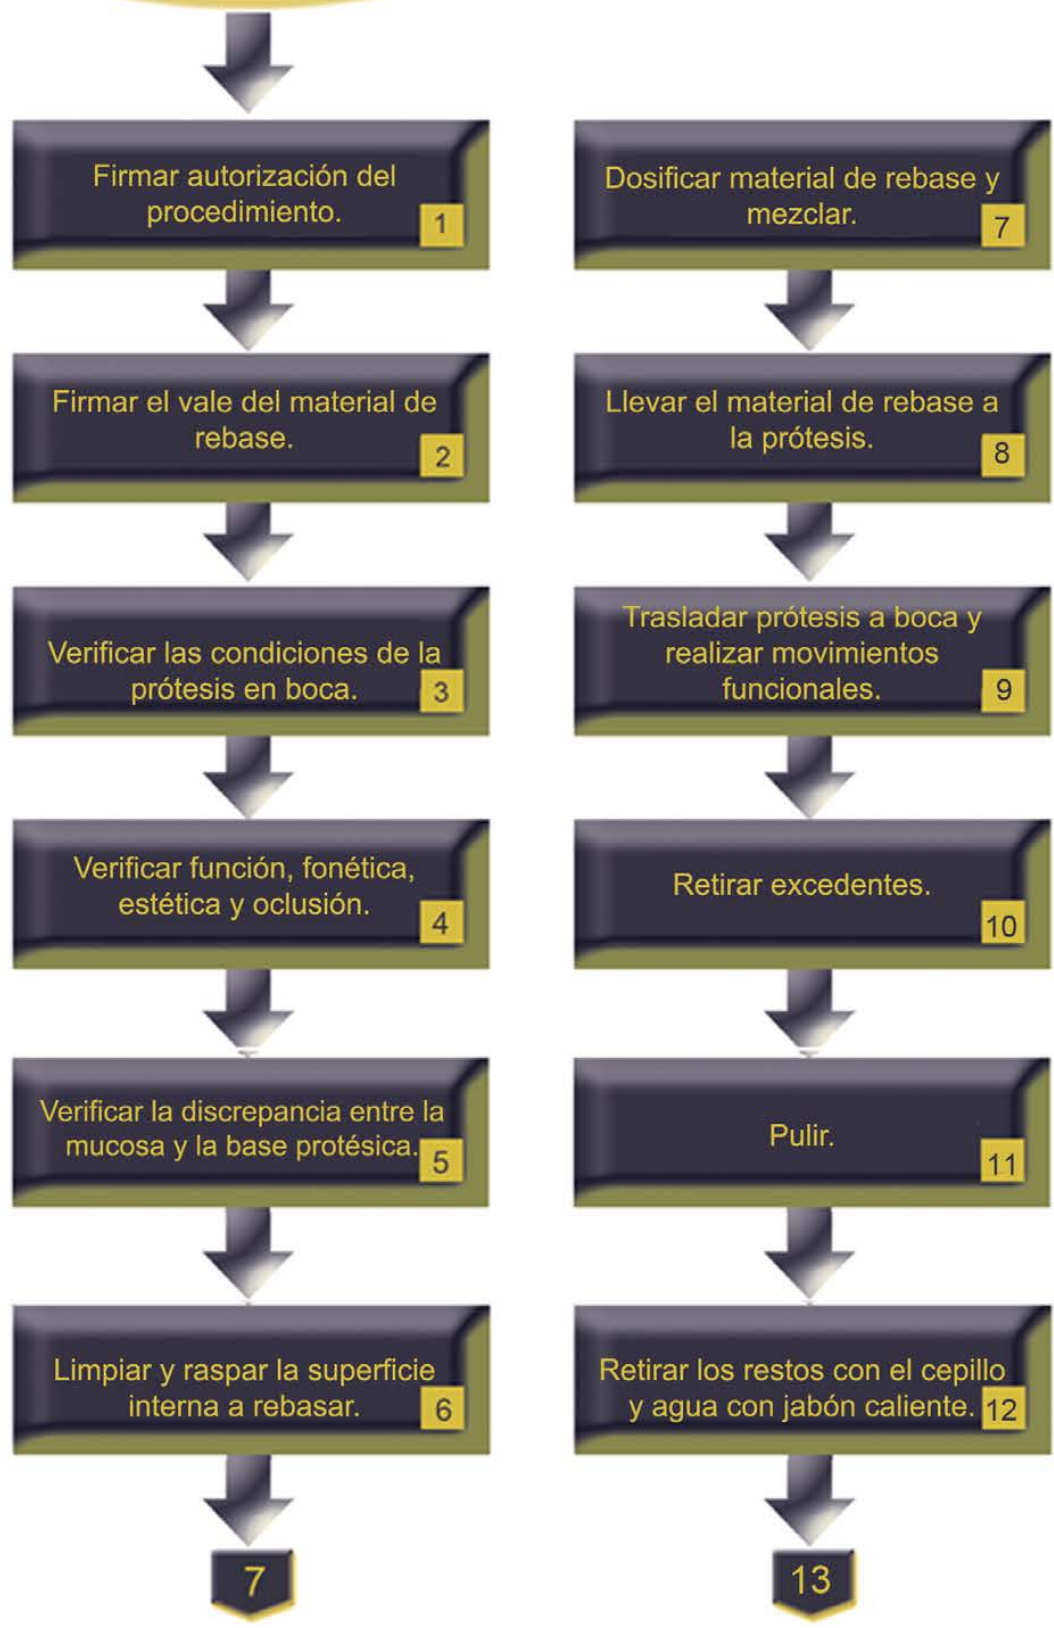 Firmar autorización del
procedimiento.
1
Firmar el vale del material de
rebase.
2
Verificar las condiciones de la
prótesis en boca.
3
Verificar función, fonética,
estética y oclusión.
4
Verificar la discrepancia entre la
mucosa y la base protésica.
5
Limpiar y raspar la superficie
interna a rebasar.
6
7
Dosificar material de rebase y
mezclar.
7
Llevar el material de rebase a
la prótesis.
8
Trasladar prótesis a boca y
realizar movimientos
funcionales.
9
Retirar excedentes.
10
Pulir.
11
Retirar los restos con el cepillo
y agua con jabón caliente.
12
13